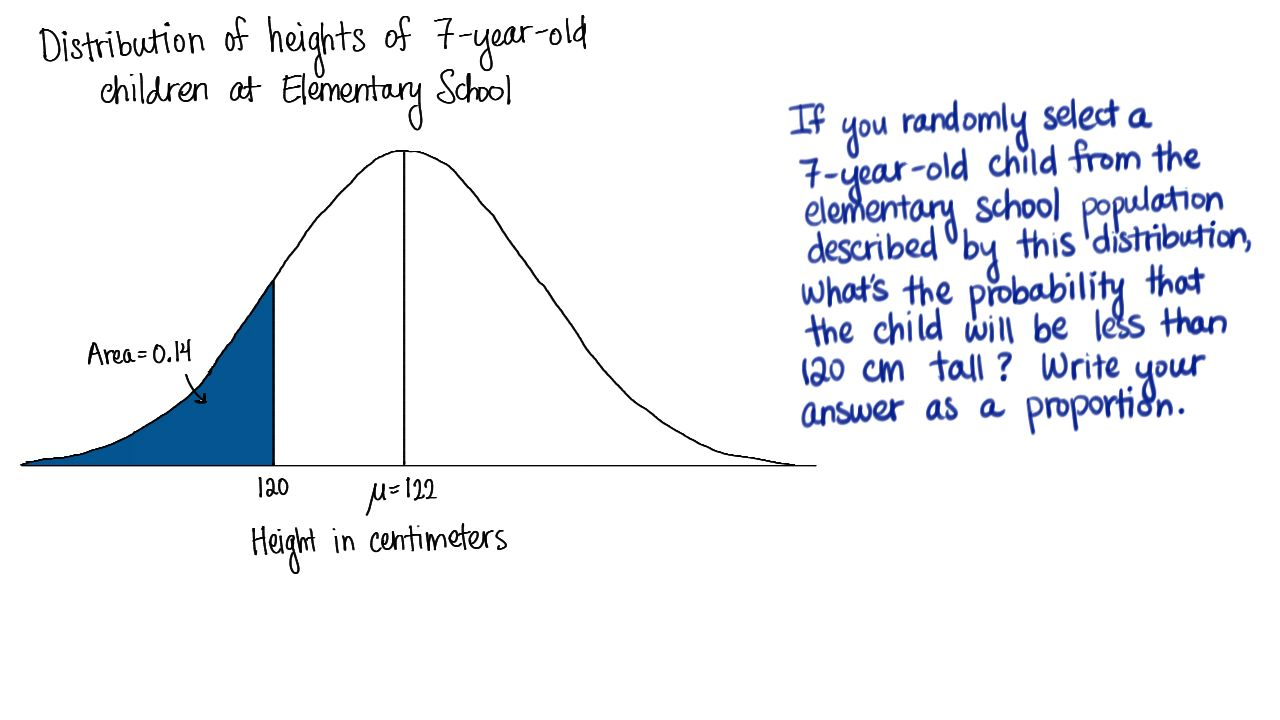 Distribution of heights of 7-year-old
children at Elementary School
Area=0.14
120
μ=122
Height in centimeters
If you randomly select a
7-year-old child from the
elementary school population
described by this distribution,
what's the probability that
the child will be less than
120 cm tall? Write your
answer as a proportion.